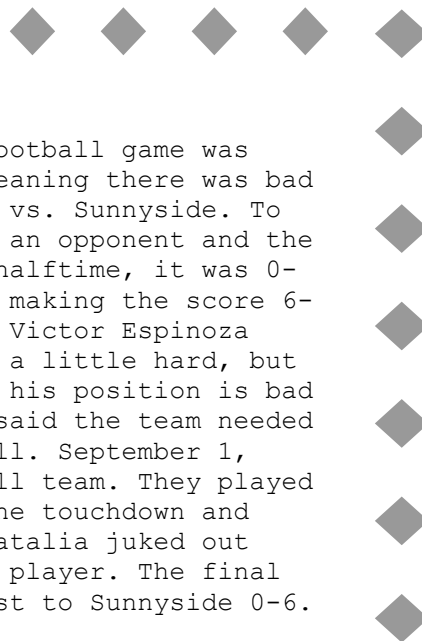 ootball game was
eaning there was bad
vs. Sunnyside. To
an opponent and the
halftime, it was 0-
making the score 6-
Victor Espinoza
a little hard, but
his position is bad
said the team needed
ll. September 1,
ll team. They played
ne touchdown and
atalia juked out
player. The final
st to Sunnyside 0-6.